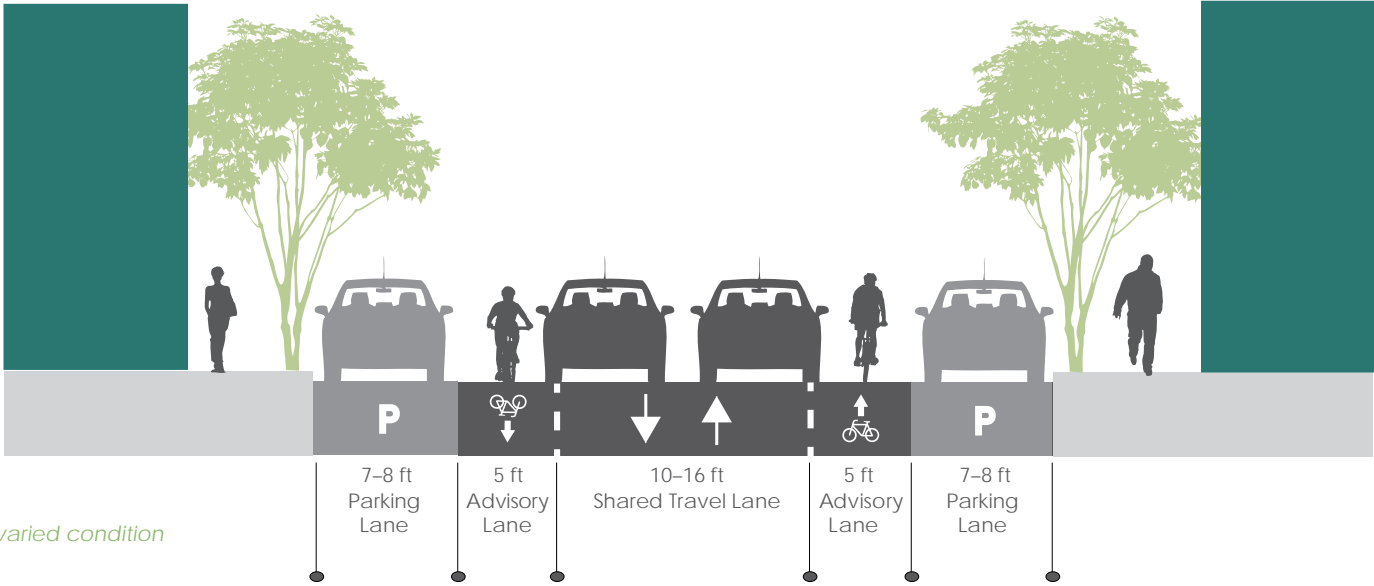 P
P
7–8 ft
Parking
Lane
5 ft
Advisory
Lane
10–16 ft
Shared Travel Lane
5 ft
Advisory
Lane
7–8 ft
Parking
Lane
varied condition